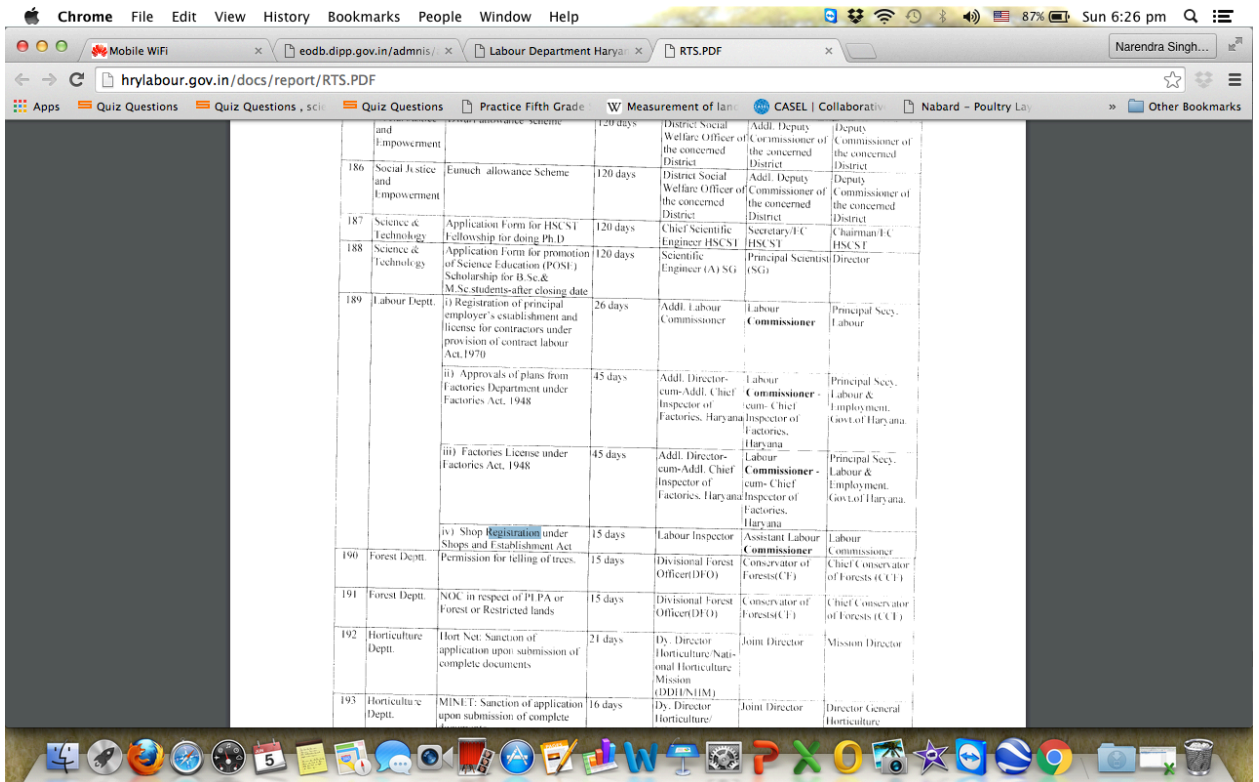 Chrome File Edit View History Bookmarks People Window Help 87% Sun 6:26 pm
Mobile WiFi × eodb.dipp.gov.in/admnis/ × Labour Department Haryan × RTS.PDF × Narendra Singh...
hrylabour.gov.in/docs/report/RTS.PDF
Apps Quiz Questions Quiz Questions , scie Quiz Questions Practice Fifth Grade Measurement of lanc CASEL | Collaborativ Nabard - Poultry Lay » Other Bookmarks
and
Empowerment
allowance scheme
120 days
District Social
Welfare Officer of
the concerned
District
Addl. Deputy
Commissioner of
the concerned
District
Deputy
Commissioner of
the concerned
District
186
Social Justice
and
Empowerment
Eunuch allowance Scheme
120 days
District Social
Welfare Officer of
the concerned
District
Addl. Deputy
Commissioner of
the concerned
District
Deputy
Commissioner of
the concerned
District
187
Science &
Technology
Application Form for HSCST
Fellowship for doing Ph.D
120 days
Chief Scientific
Engineer HSCST
Secretary/EC
HSCST
Chairman/EC
HSCST
188
Science &
Technology
Application Form for promotion
of Science Education (POSE)
Scholarship for B.Sc.&
M.Sc.students-after closing date
120 days
Scientific
Engineer (A) SG
Principal Scientist
(SG)
Director
189
Labour Deptt.
i) Registration of principal
employer's establishment and
license for contractors under
provision of contract labour
Act.1970
26 days
Addl. Labour
Commissioner
Labour
Commissioner
Principal Secy.
Labour
ii) Approvals of plans from
Factories Department under
Factories Act, 1948
45 days
Addl. Director-
cum-Addl. Chief
Inspector of
Factories, Haryana
Labour
Commissioner -
cum- Chief
Inspector of
Factories,
Haryana
Principal Secy.
Labour &
Employment.
Govt.of Haryana.
iii) Factories License under
Factories Act, 1948
45 days
Addl. Director-
cum-Addl. Chief
Inspector of
Factories, Haryana
Labour
Commissioner -
cum- Chief
Inspector of
Factories,
Haryana
Principal Secy.
Labour &
Employment.
Govt.of Haryana.
iv) Shop Registration under
Shops and Establishment Act
15 days
Labour Inspector
Assistant Labour
Commissioner
Labour
Commissioner
190
Forest Deptt.
Permission for felling of trees.
15 days
Divisional Forest
Officer(DFO)
Conservator of
Forests(CF)
Chief Conservator
of Forests (CCF)
191
Forest Deptt.
NOC in respect of PLPA or
Forest or Restricted lands
15 days
Divisional Forest
Officer(DFO)
Conservator of
Forests(CF)
Chief Conservator
of Forests (CCF)
192
Horticulture
Deptt.
Hort Net: Sanction of
application upon submission of
complete documents
21 days
Dy. Director
Horticulture/Nati-
onal Horticulture
Mission
(DDH/NHM)
Joint Director
Mission Director
193
Horticulture
Deptt.
MINET: Sanction of application
upon submission of complete
16 days
Dy. Director
Horticulture/
Joint Director
Director General
Horticulture
5